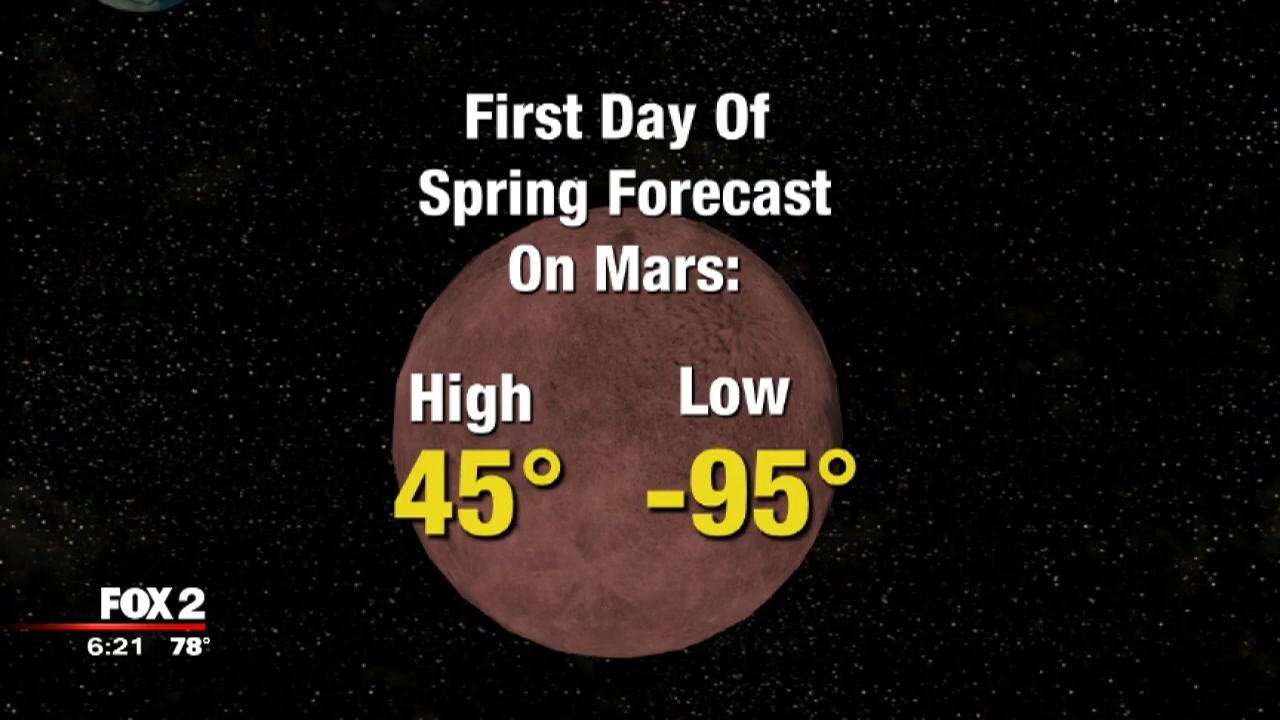 First Day Of
Spring Forecast
On Mars:
High Low
45° -95°
FOX 2
6:21 78°